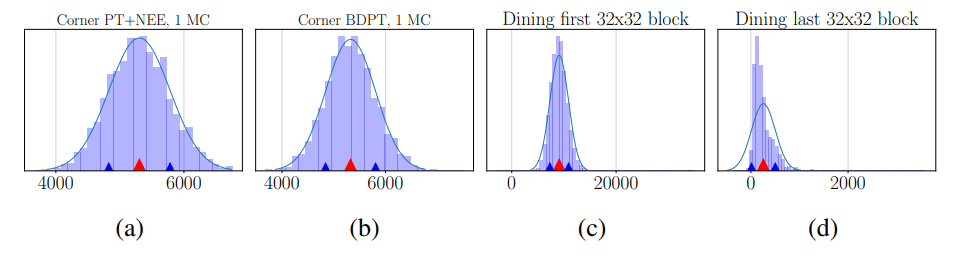 Corner PT+NEE, 1 MC
Corner BDPT, 1 MC
Dining first 32x32 block
Dining last 32x32 block
4000 6000
4000 6000
0 20000
0 2000
(a) (b) (c) (d)